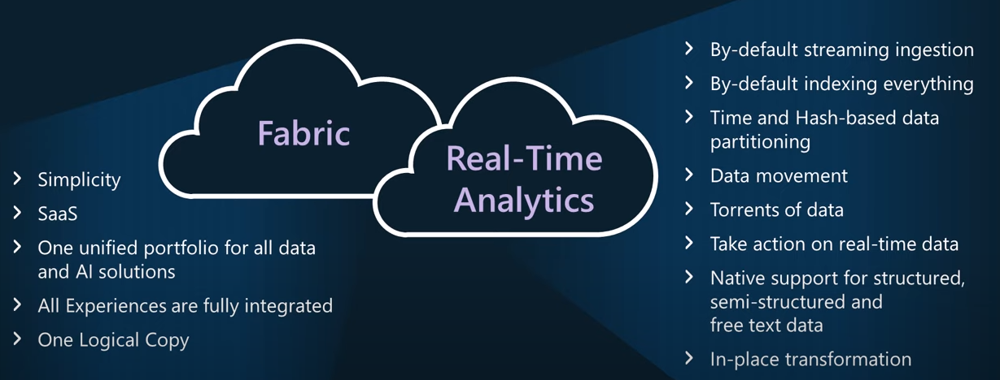 Fabric
Real-Time
Analytics
Simplicity
SaaS
One unified portfolio for all data
and AI solutions
All Experiences are fully integrated
One Logical Copy
By-default streaming ingestion
By-default indexing everything
Time and Hash-based data
partitioning
Data movement
Torrents of data
Take action on real-time data
Native support for structured,
semi-structured and
free text data
In-place transformation